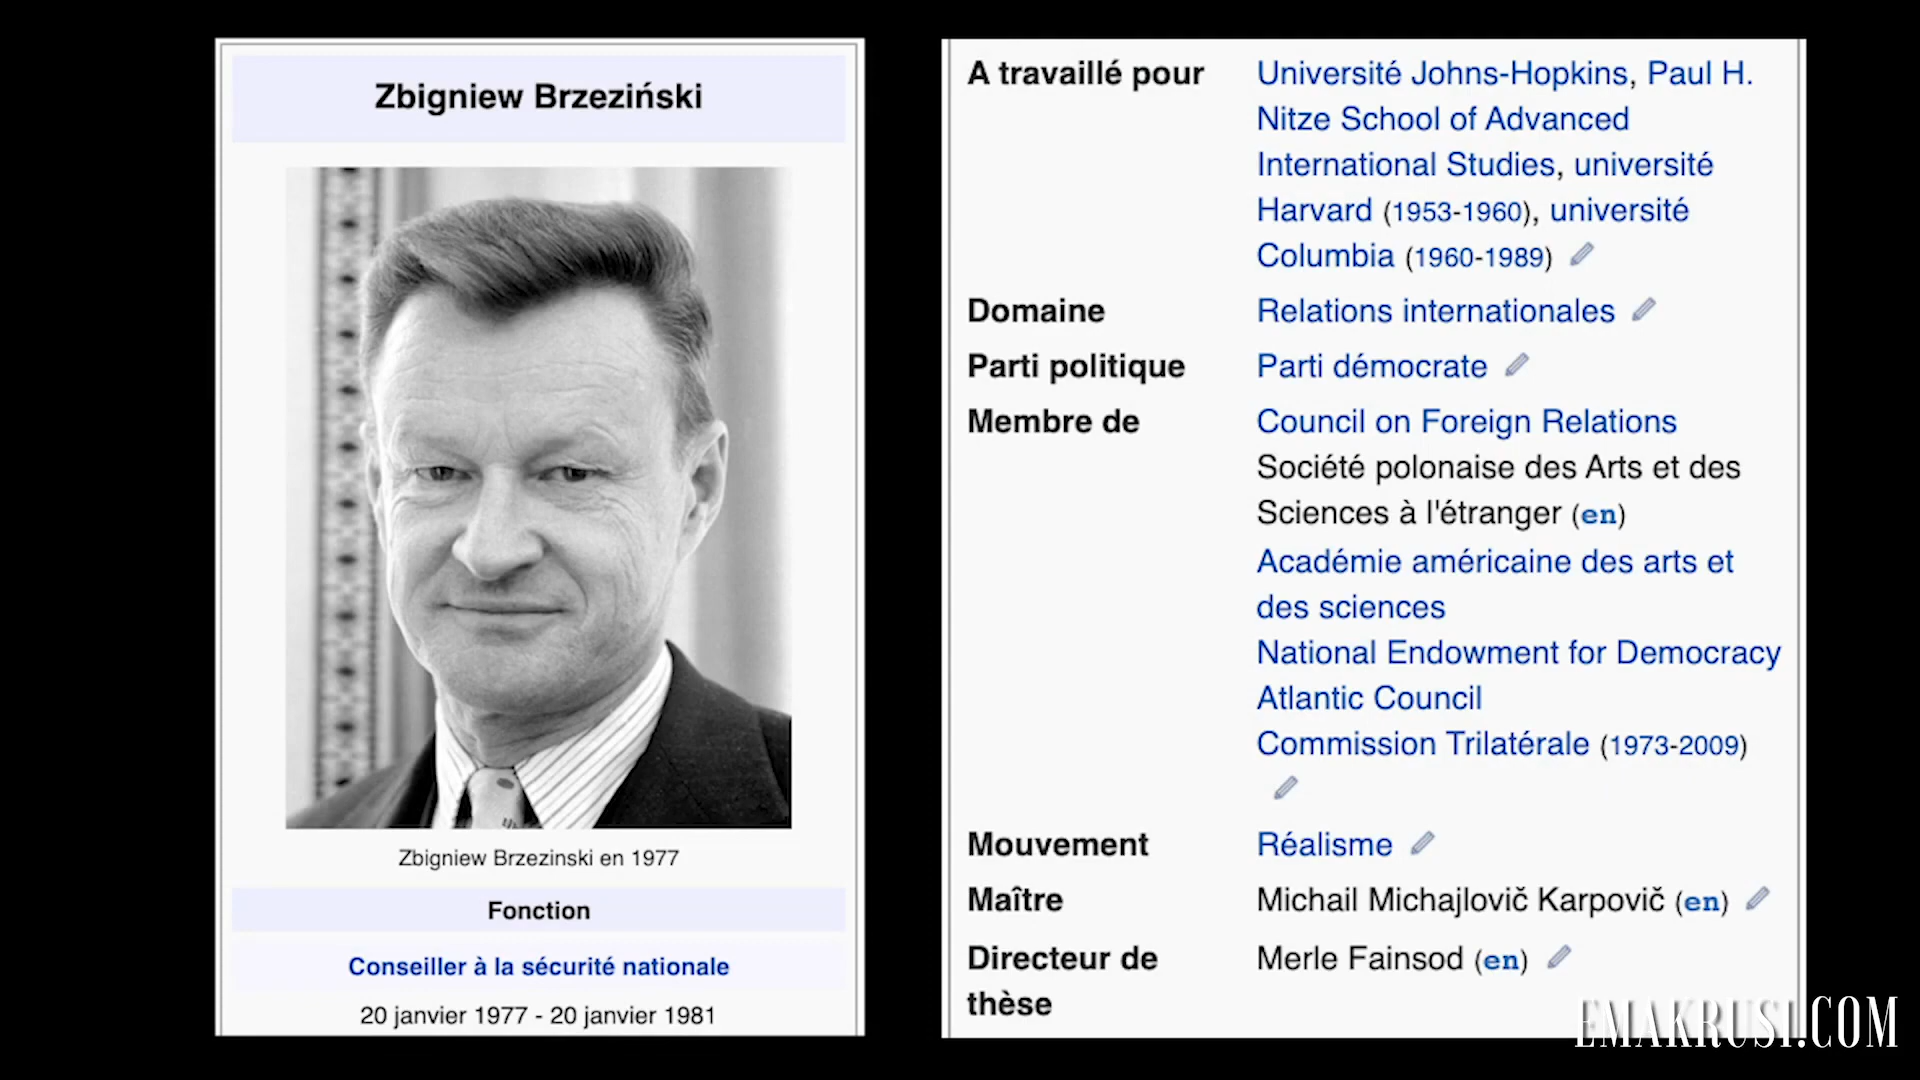 Zbigniew Brzeziński
Zbigniew Brzezinski en 1977
Fonction
Conseiller à la sécurité nationale
20 janvier 1977 - 20 janvier 1981
A travaillé pour Université Johns-Hopkins, Paul H.
Nitze School of Advanced
International Studies, université
Harvard (1953-1960), université
Columbia (1960-1989)
Domaine Relations internationales
Parti politique Parti démocrate
Membre de Council on Foreign Relations
Société polonaise des Arts et des
Sciences à l'étranger (en)
Académie américaine des arts et
des sciences
National Endowment for Democracy
Atlantic Council
Commission Trilatérale (1973-2009)
Mouvement Réalisme
Maître Michail Michajlovič Karpovič (en)
Directeur de Merle Fainsod (en)
thèse
EMAKRUSI.COM